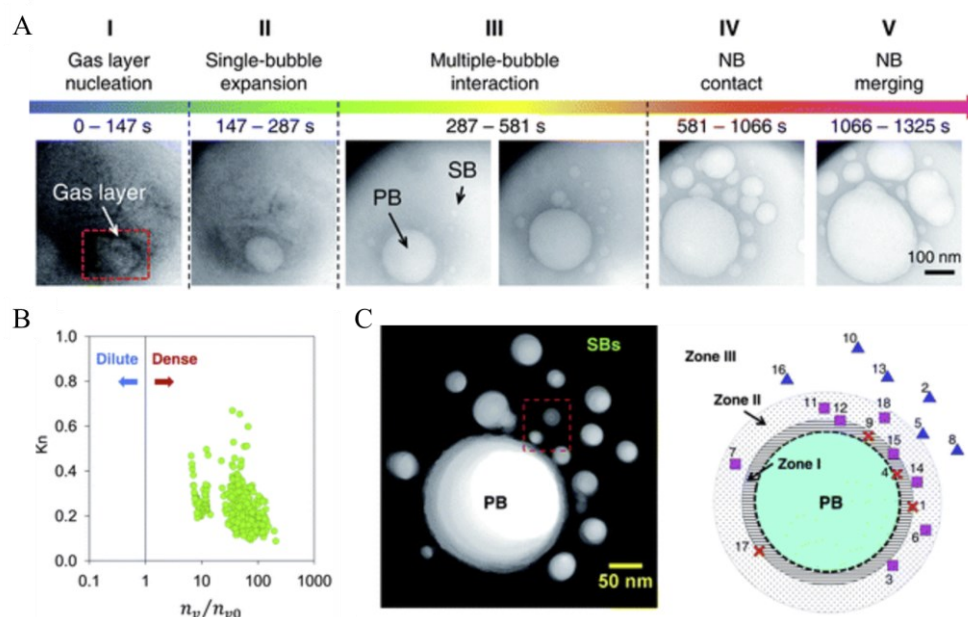 A
I
Gas layer
nucleation
II
Single-bubble
expansion
III
Multiple-bubble
interaction
IV
NB
contact
V
NB
merging
0 – 147 s
147 – 287 s
287 – 581 s
581 – 1066 s
1066 – 1325 s
Gas layer
PB
SB
100 nm
B
Kn
1.0
0.8
0.6
0.4
0.2
0.0
Dilute
Dense
0.1
1
10
100
1000
n_v/n_v0
C
SBs
PB
50 nm
Zone III
Zone II
Zone I
PB
10
13
16
2
11
12
18
9
5
8
15
7
4
14
1
6
17
3